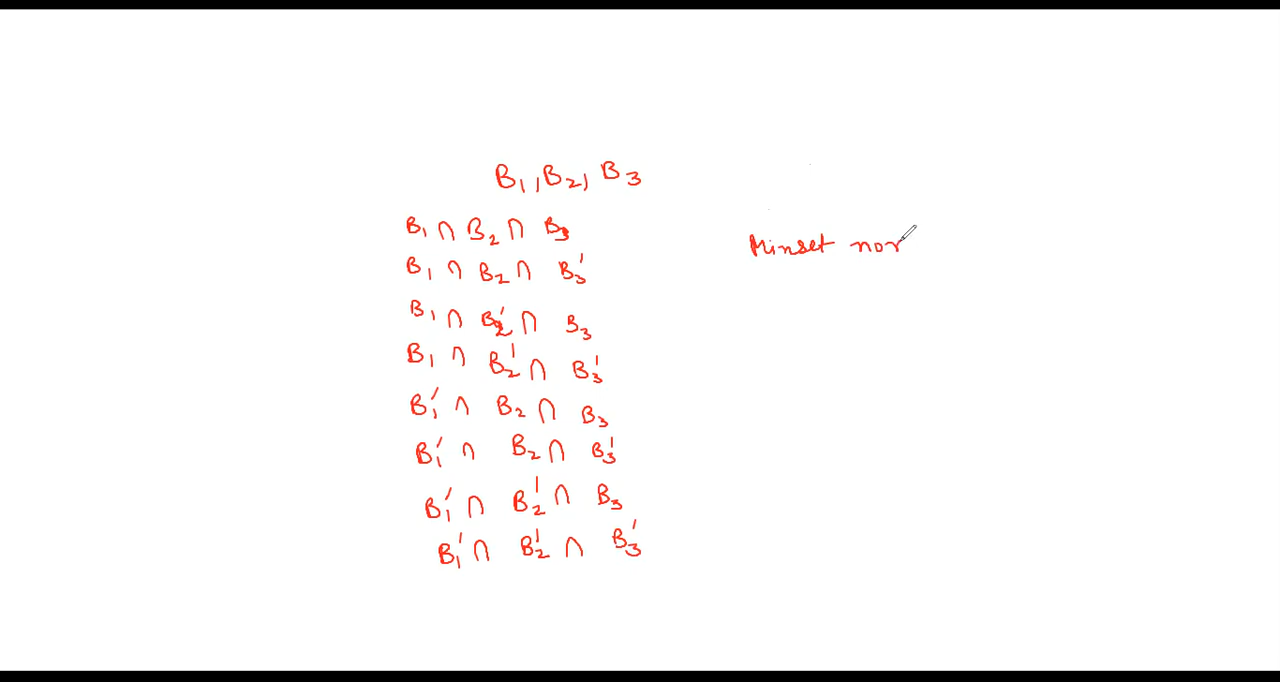 B₁, B₂, B₃
B₁ ∩ B₂ ∩ B₃
B₁ ∩ B₂ ∩ B₃'
B₁ ∩ B₂' ∩ B₃
B₁ ∩ B₂' ∩ B₃'
B₁' ∩ B₂ ∩ B₃
B₁' ∩ B₂ ∩ B₃'
B₁' ∩ B₂' ∩ B₃
B₁' ∩ B₂' ∩ B₃'
Minset nor